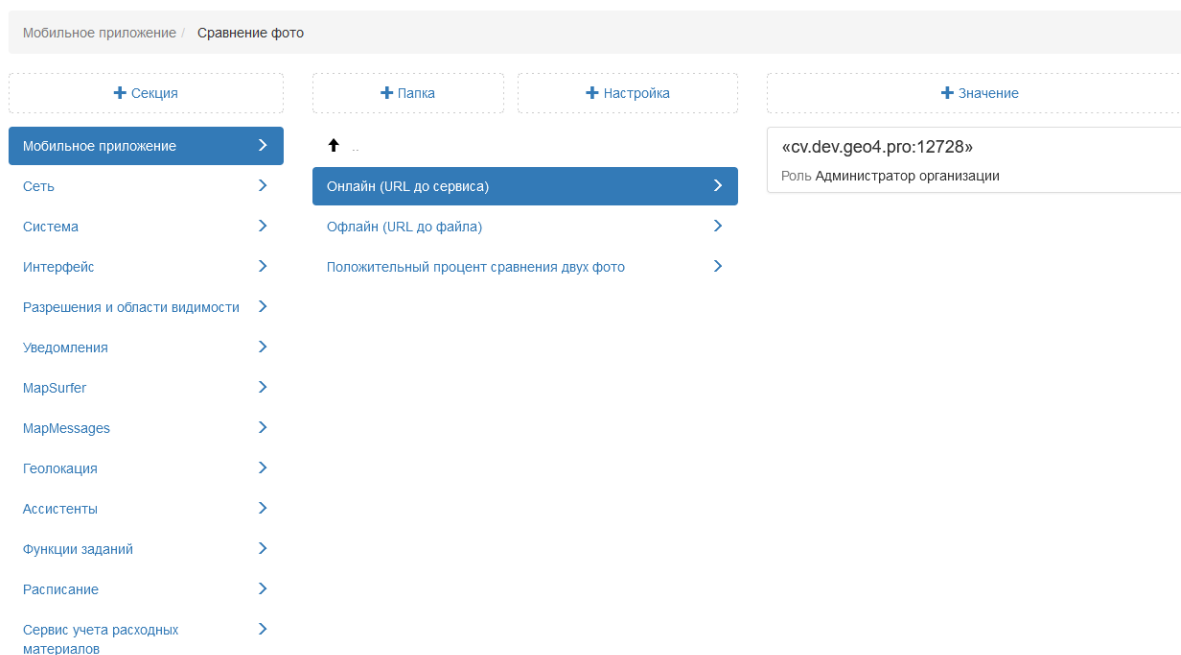 Мобильное приложение / Сравнение фото
+ Секция
+ Папка
+ Настройка
+ Значение
Мобильное приложение
Сеть
Система
Интерфейс
Разрешения и области видимости
Уведомления
MapSurfer
MapMessages
Геолокация
Ассистенты
Функции заданий
Расписание
Сервис учета расходных
материалов
..
Онлайн (URL до сервиса)
Офлайн (URL до файла)
Положительный процент сравнения двух фото
«cv.dev.geo4.pro:12728»
Роль Администратор организации